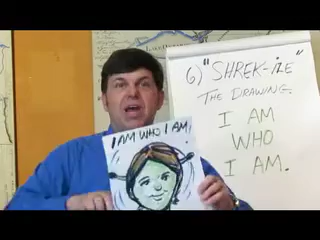 6) "SHREK-IZE"
THE DRAWING.
I AM
WHO
I AM.
I AM WHO I AM.